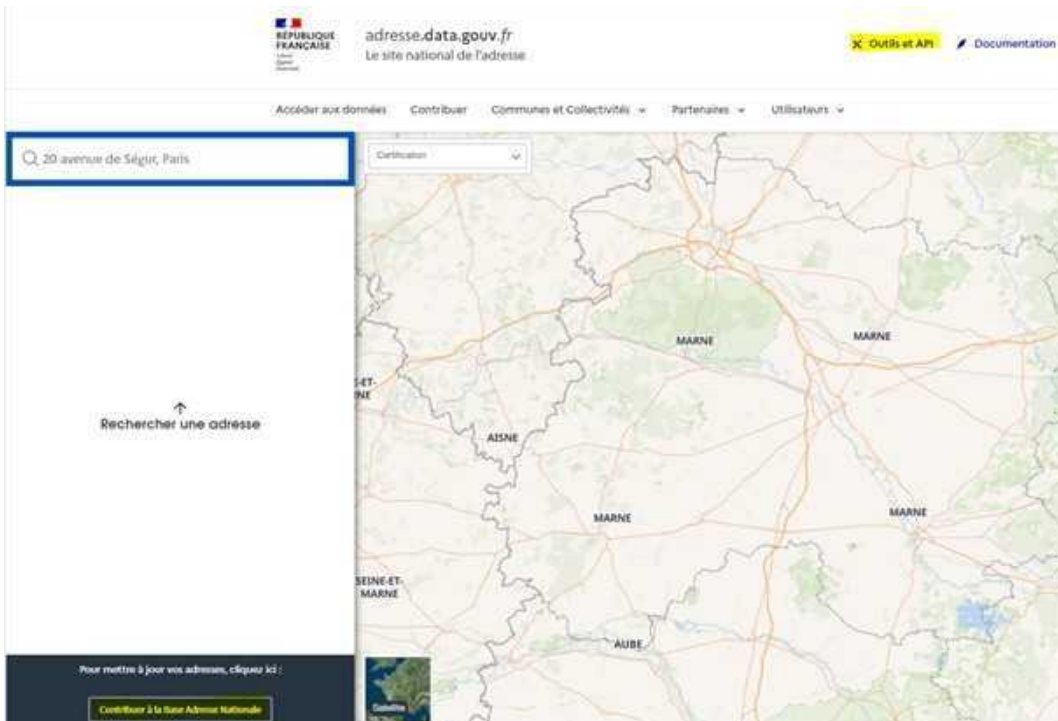 RÉPUBLIQUE
FRANÇAISE
adresse.data.gouv.fr
Le site national de l'adresse
Outils et API
Documentation
Accéder aux données
Contribuer
Communes et Collectivités
Partenaires
Utilisateurs
20 avenue de Ségur, Paris
Certification
MARNE
MARNE
Rechercher une adresse
AISNE
MARNE
MARNE
SEINE-ET-
MARNE
AUBE
Pour mettre à jour vos adresses, cliquez ici :
Contribuer à la Base Adresse Nationale
Satellite